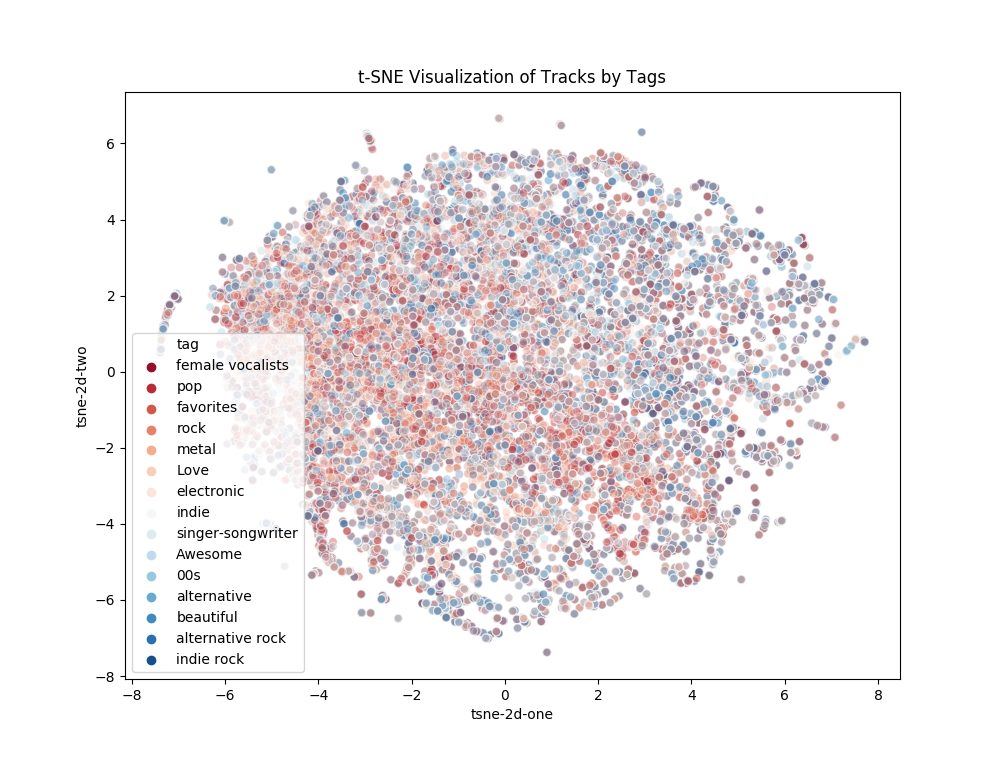 t-SNE Visualization of Tracks by Tags
6
4
2
0
−2
−4
−6
−8
tsne-2d-two
tag
female vocalists
pop
favorites
rock
metal
Love
electronic
indie
singer-songwriter
Awesome
00s
alternative
beautiful
alternative rock
indie rock
−8 −6 −4 −2 0 2 4 6 8
tsne-2d-one